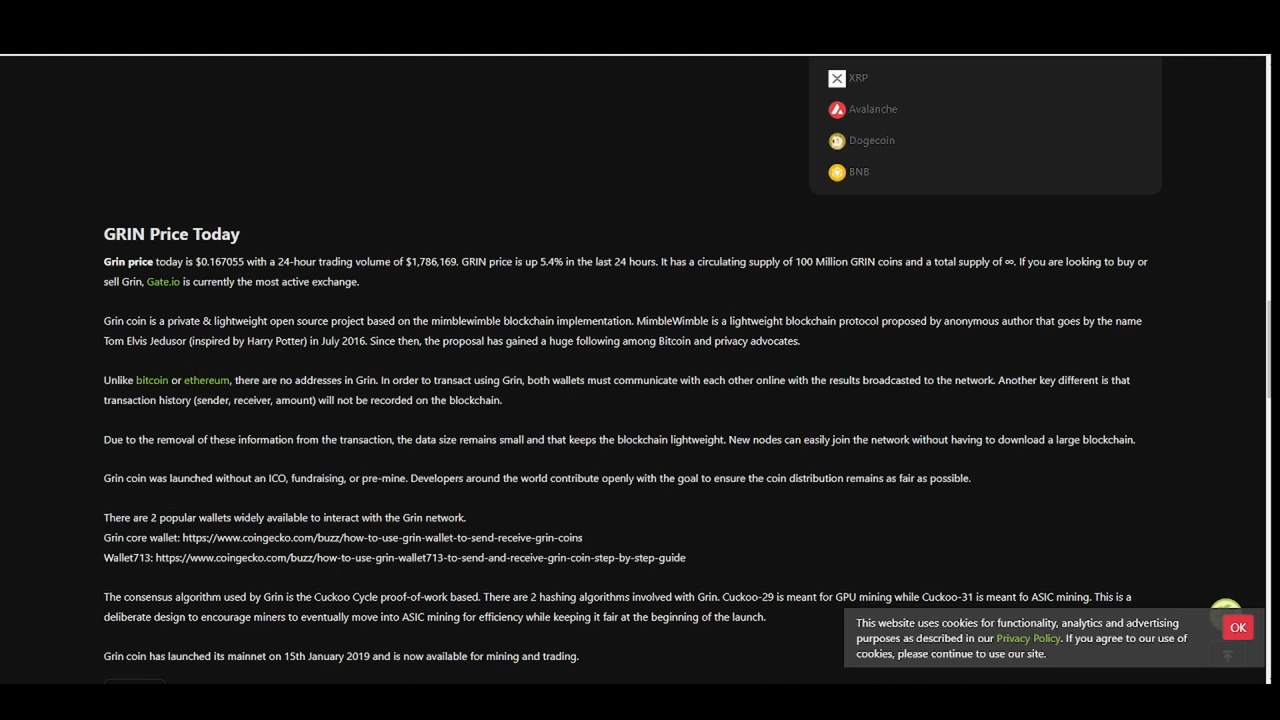 XRP
Avalanche
Dogecoin
BNB
GRIN Price Today
Grin price today is $0.167055 with a 24-hour trading volume of $1,786,169. GRIN price is up 5.4% in the last 24 hours. It has a circulating supply of 100 Million GRIN coins and a total supply of ∞. If you are looking to buy or
sell Grin, Gate.io is currently the most active exchange.
Grin coin is a private & lightweight open source project based on the mimblewimble blockchain implementation. MimbleWimble is a lightweight blockchain protocol proposed by anonymous author that goes by the name
Tom Elvis Jedusor (inspired by Harry Potter) in July 2016. Since then, the proposal has gained a huge following among Bitcoin and privacy advocates.
Unlike bitcoin or ethereum, there are no addresses in Grin. In order to transact using Grin, both wallets must communicate with each other online with the results broadcasted to the network. Another key different is that
transaction history (sender, receiver, amount) will not be recorded on the blockchain.
Due to the removal of these information from the transaction, the data size remains small and that keeps the blockchain lightweight. New nodes can easily join the network without having to download a large blockchain.
Grin coin was launched without an ICO, fundraising, or pre-mine. Developers around the world contribute openly with the goal to ensure the coin distribution remains as fair as possible.
There are 2 popular wallets widely available to interact with the Grin network.
Grin core wallet: https://www.coingecko.com/buzz/how-to-use-grin-wallet-to-send-receive-grin-coins
Wallet713: https://www.coingecko.com/buzz/how-to-use-grin-wallet713-to-send-and-receive-grin-coin-step-by-step-guide
The consensus algorithm used by Grin is the Cuckoo Cycle proof-of-work based. There are 2 hashing algorithms involved with Grin. Cuckoo-29 is meant for GPU mining while Cuckoo-31 is meant fo ASIC mining. This is a
deliberate design to encourage miners to eventually move into ASIC mining for efficiency while keeping it fair at the beginning of the launch.
Grin coin has launched its mainnet on 15th January 2019 and is now available for mining and trading.
This website uses cookies for functionality, analytics and advertising
purposes as described in our Privacy Policy. If you agree to our use of
cookies, please continue to use our site.
OK